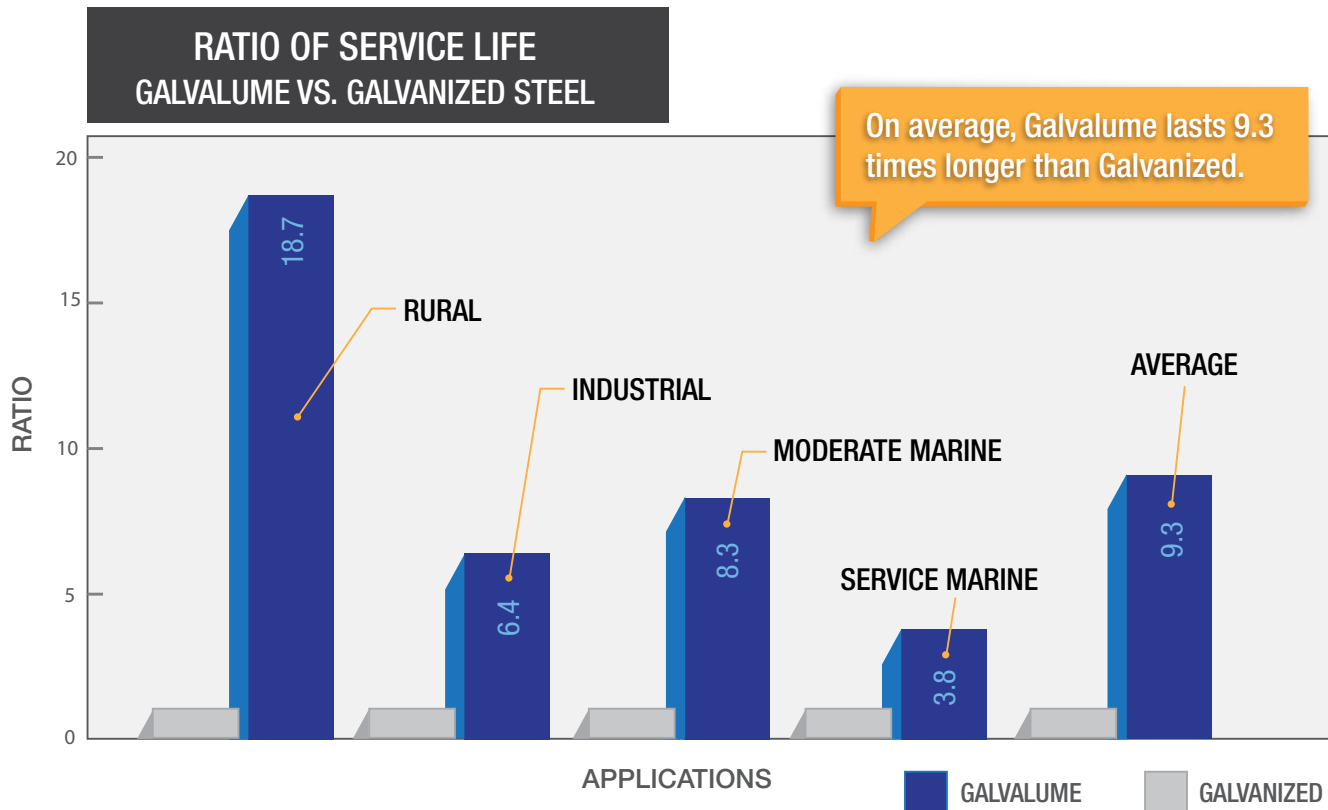 RATIO OF SERVICE LIFE
GALVALUME VS. GALVANIZED STEEL
On average, Galvalume lasts 9.3
times longer than Galvanized.
20
15
10
5
0
RATIO
18.7
RURAL
6.4
INDUSTRIAL
8.3
MODERATE MARINE
3.8
SERVICE MARINE
9.3
AVERAGE
APPLICATIONS
GALVALUME
GALVANIZED